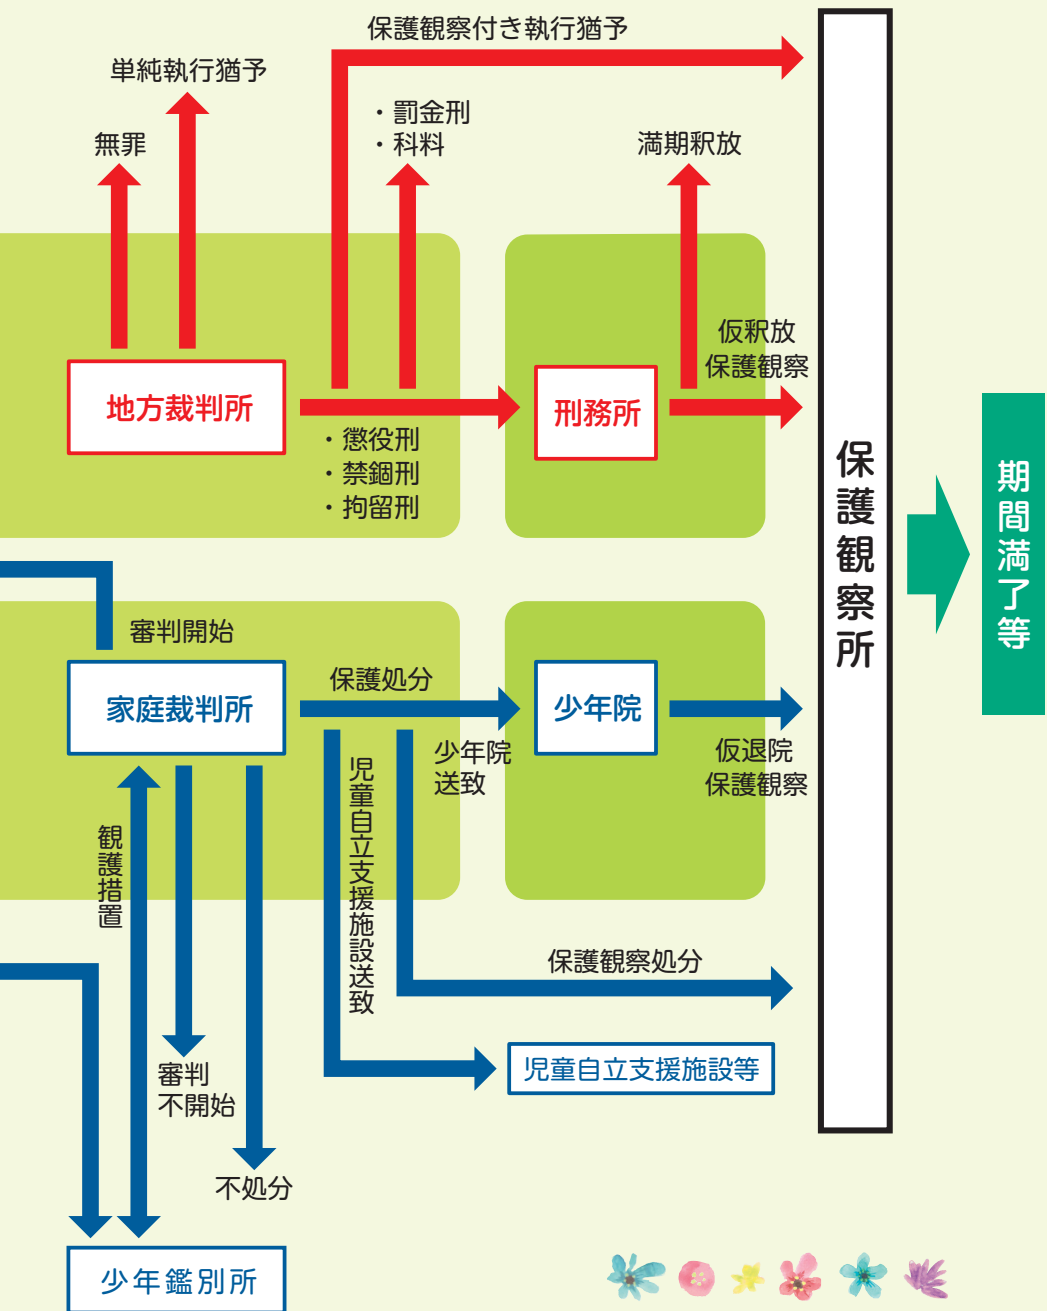 保護観察付き執行猶予
単純執行猶予
・罰金刑
・科料
無罪
満期釈放
仮釈放
保護観察
地方裁判所
刑務所
・懲役刑
・禁錮刑
・拘留刑
保護観察所
期間満了等
審判開始
家庭裁判所
保護処分
少年院
少年院
送致
仮退院
保護観察
児童自立支援施設送致
観護措置
保護観察処分
児童自立支援施設等
審判
不開始
不処分
少年鑑別所